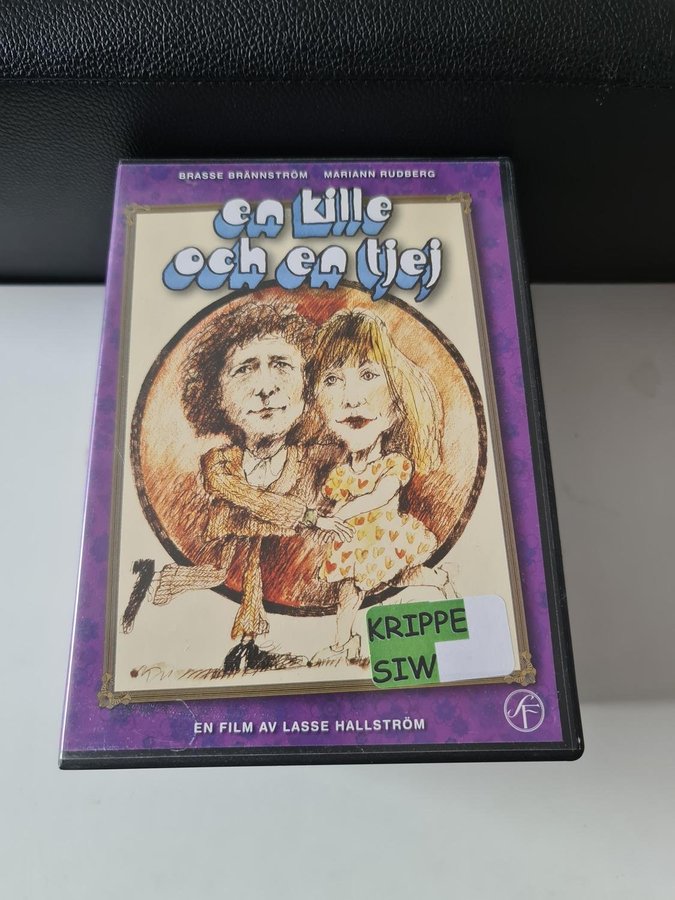 BRASSE BRÄNNSTRÖM MARIANN RUDBERG
en kille
och en tjej
KRIPPE
SIW
EN FILM AV LASSE HALLSTRÖM
SF